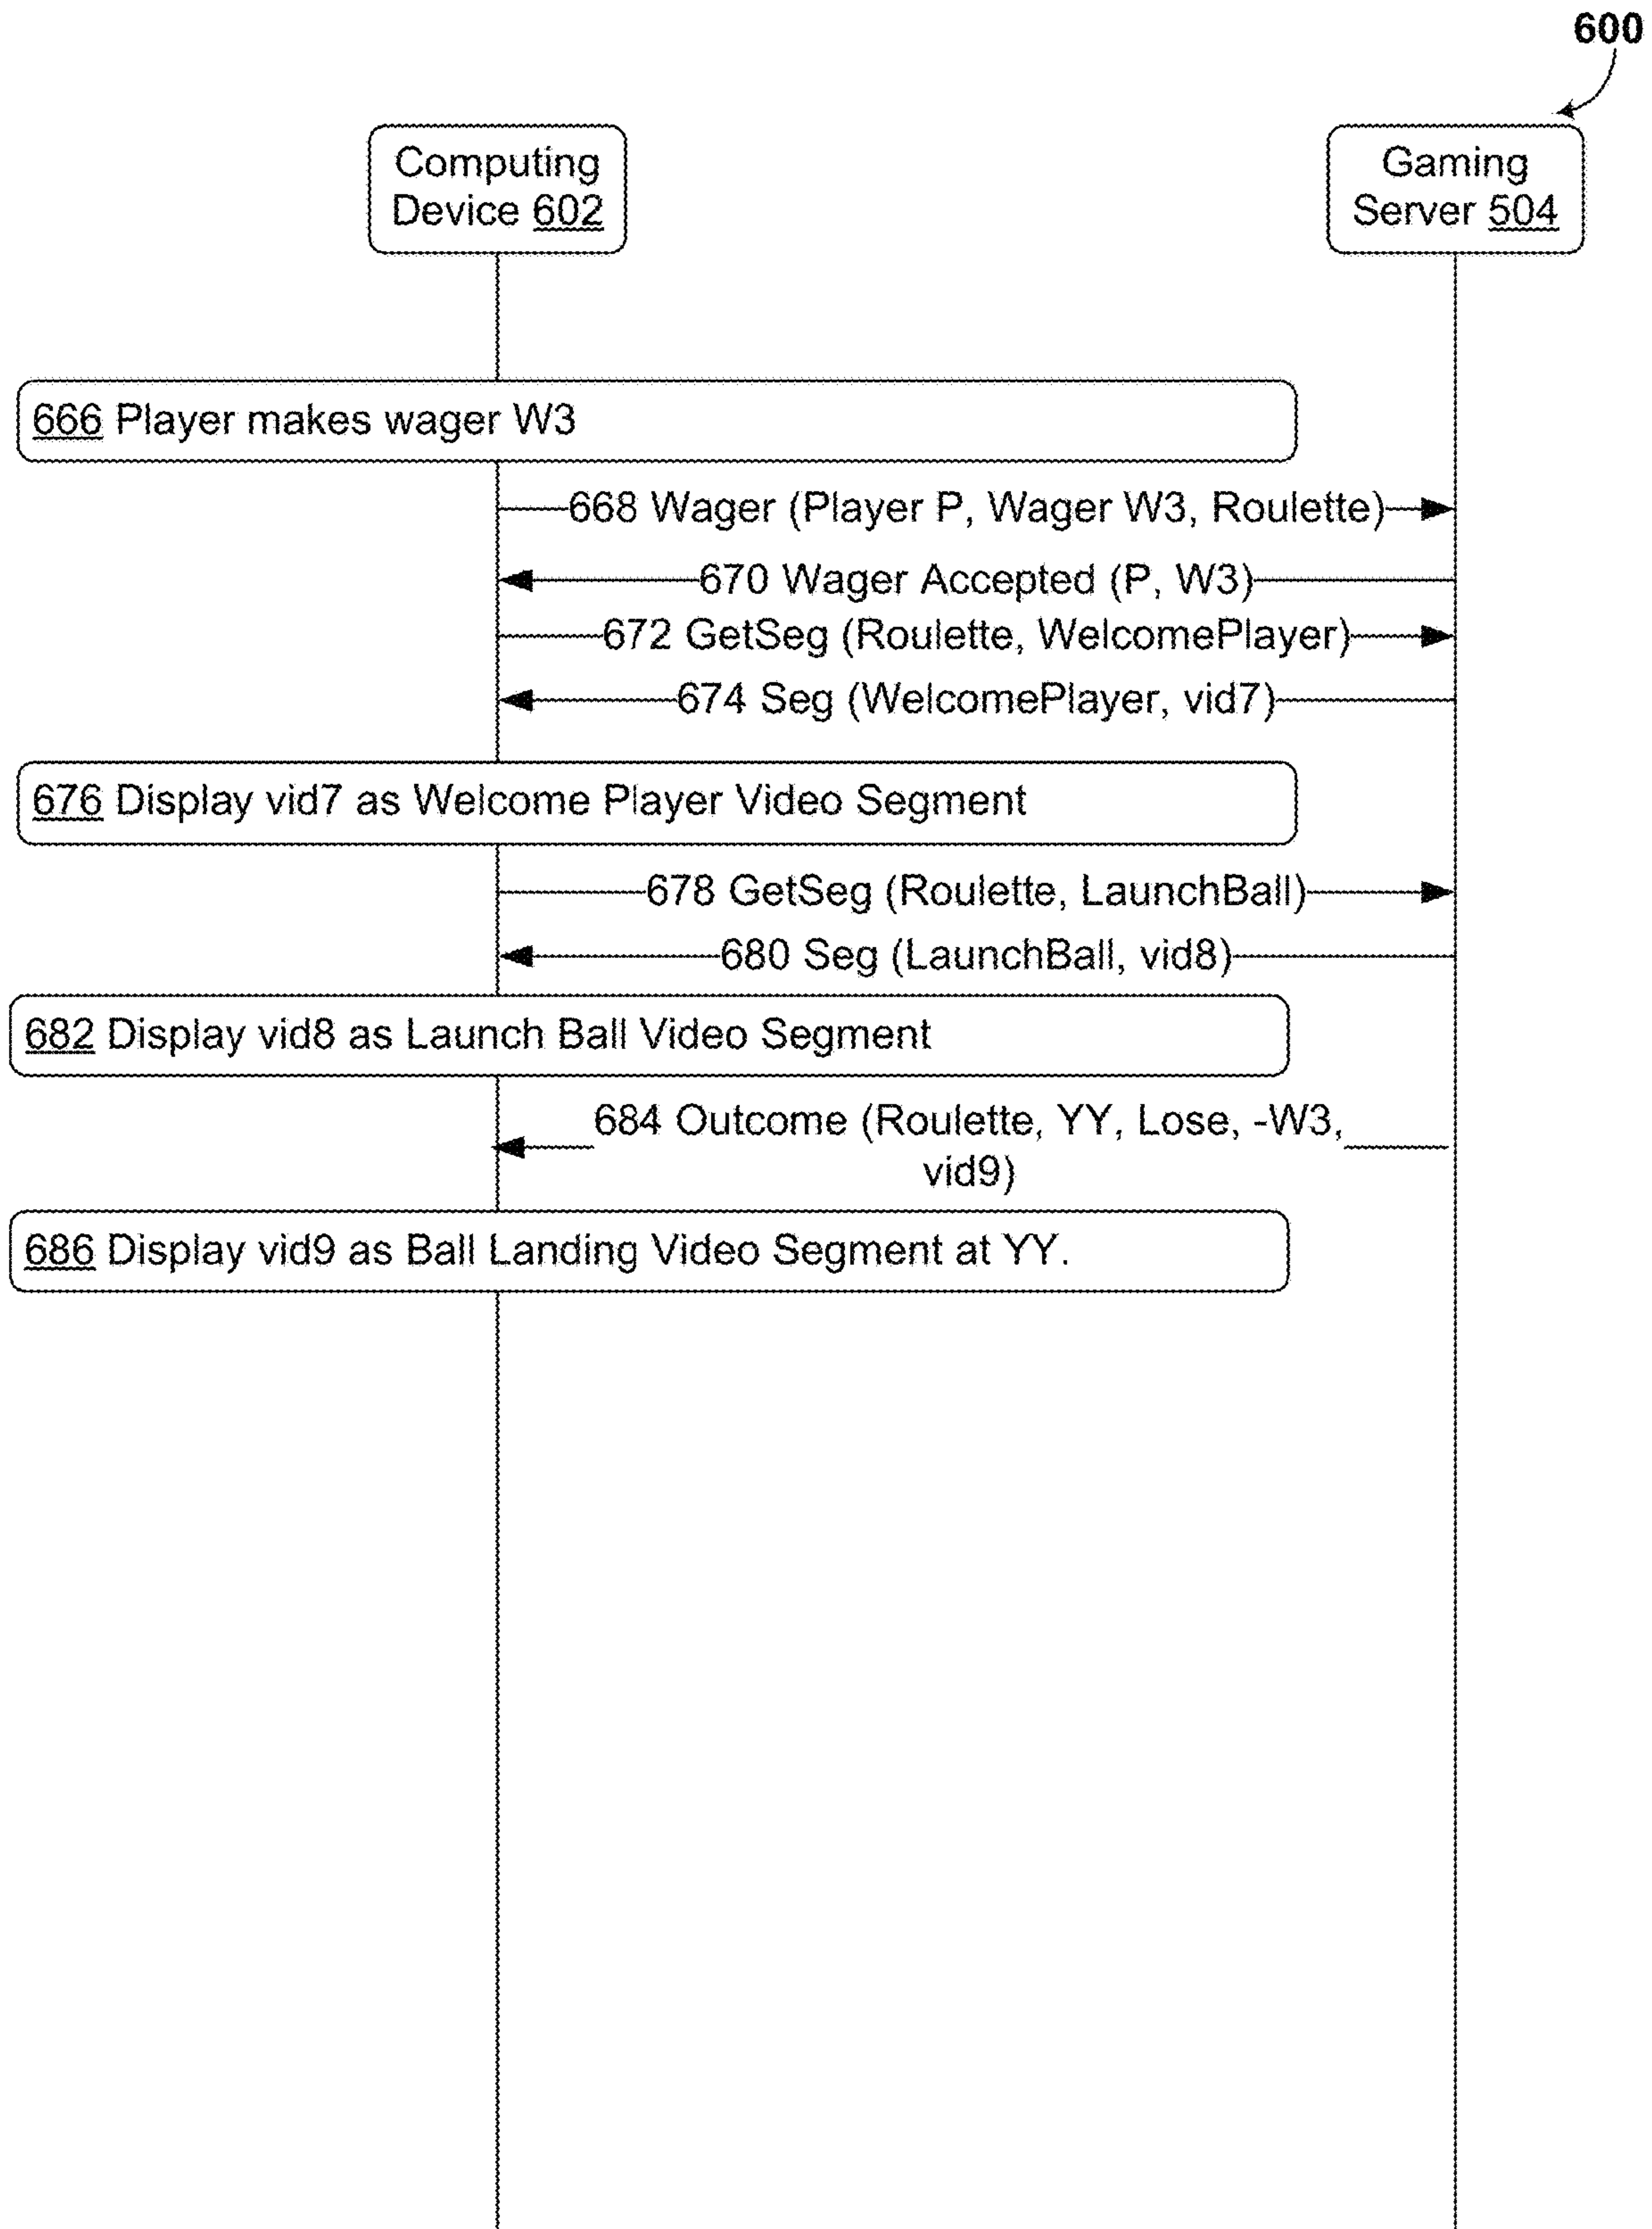 600
Computing
Device 602
Gaming
Server 504
666 Player makes wager W3
668 Wager (Player P, Wager W3, Roulette)
670 Wager Accepted (P, W3)
672 GetSeg (Roulette, WelcomePlayer)
674 Seg (WelcomePlayer, vid7)
676 Display vid7 as Welcome Player Video Segment
678 GetSeg (Roulette, LaunchBall)
680 Seg (LaunchBall, vid8)
682 Display vid8 as Launch Ball Video Segment
684 Outcome (Roulette, YY, Lose, -W3,
vid9)
686 Display vid9 as Ball Landing Video Segment at YY.